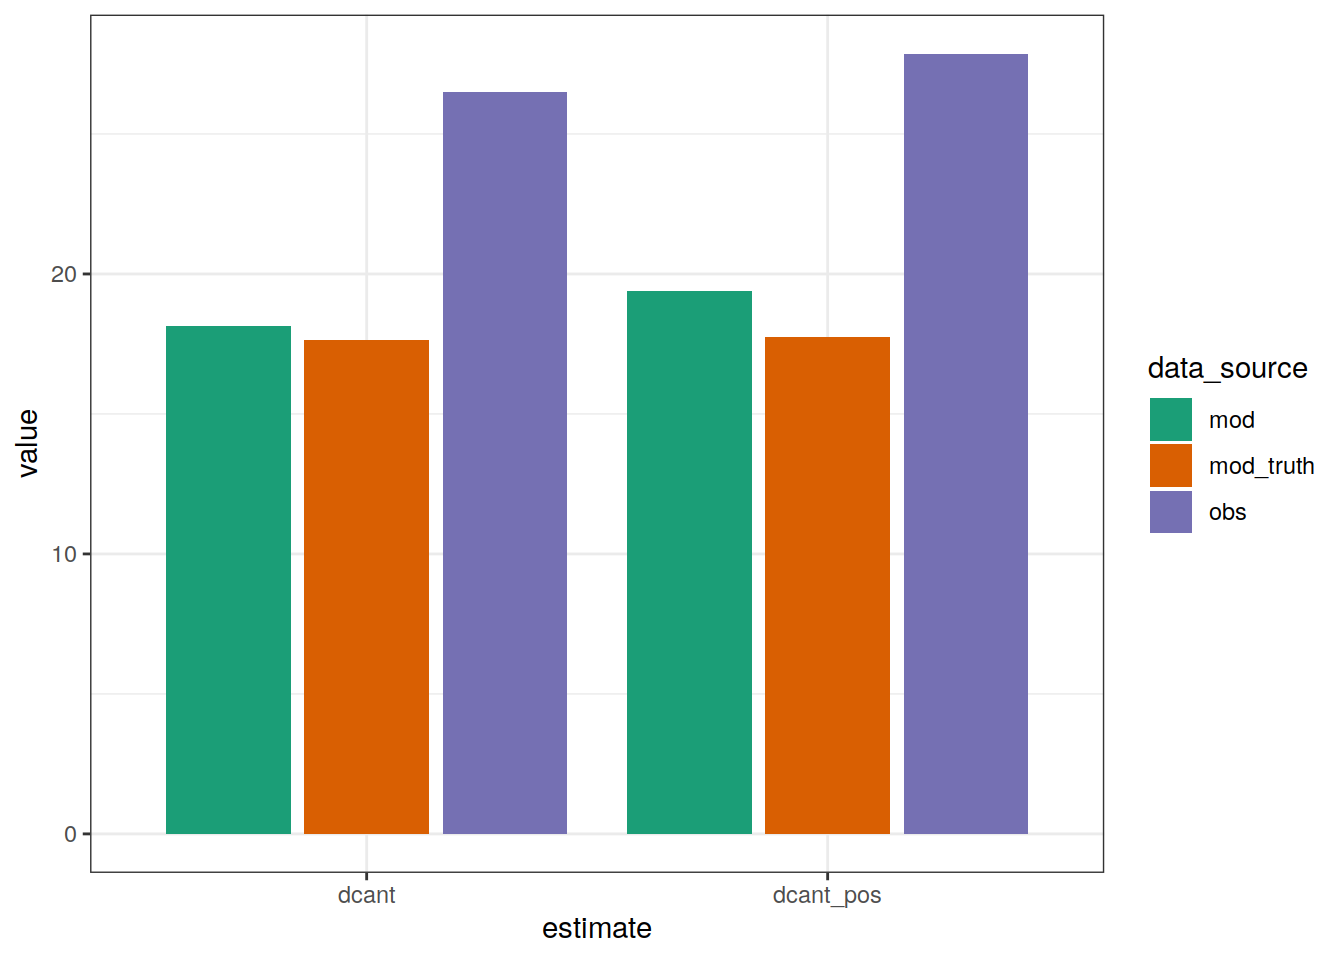 value
20
10
0
dcant
dcant_pos
estimate
data_source
mod
mod_truth
obs